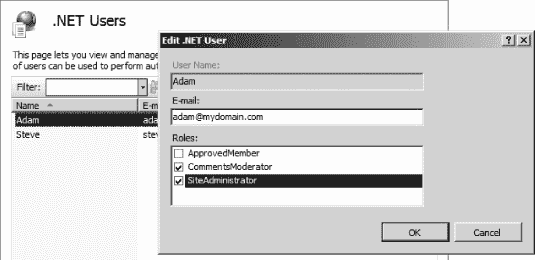 .NET Users
This page lets you view and manage
of users can be used to perform aut
Filter:
Name E-m
Adam ada
Steve stev
Edit .NET User
User Name:
Adam
E-mail:
adam@mydomain.com
Roles:
ApprovedMember
CommentsModerator
SiteAdministrator
OK Cancel